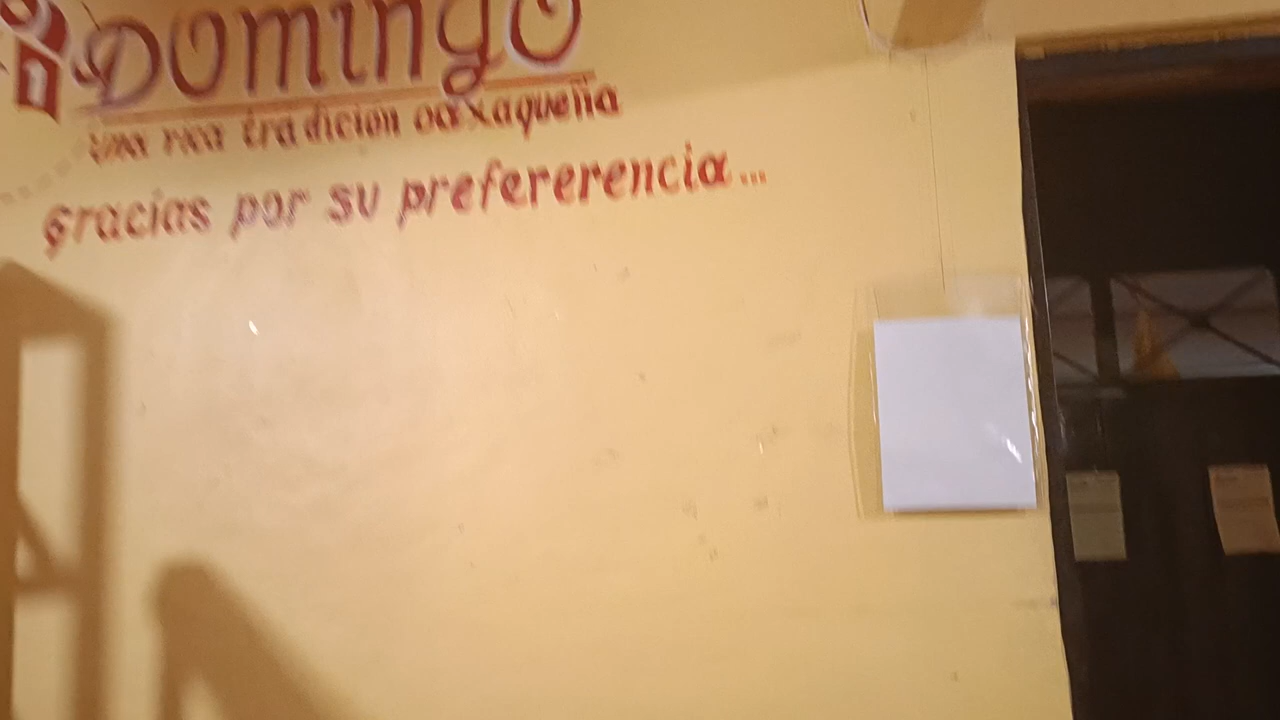 Domingo
una rica tradicion oaxaqueña
gracias por su prefererencia...